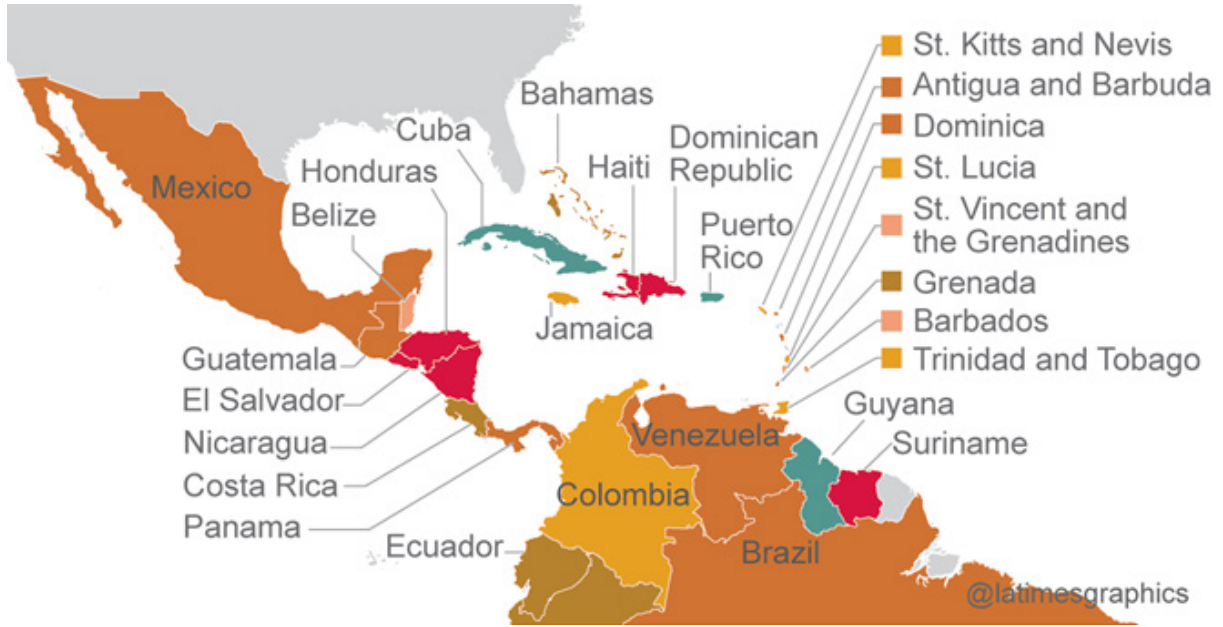 St. Kitts and Nevis
Antigua and Barbuda
Dominica
St. Lucia
St. Vincent and
the Grenadines
Grenada
Barbados
Trinidad and Tobago
Bahamas
Cuba
Dominican
Republic
Haiti
Honduras
Mexico
Belize
Puerto
Rico
Jamaica
Guatemala
El Salvador
Nicaragua
Costa Rica
Panama
Guyana
Suriname
Venezuela
Colombia
Ecuador
Brazil
@latimesgraphics